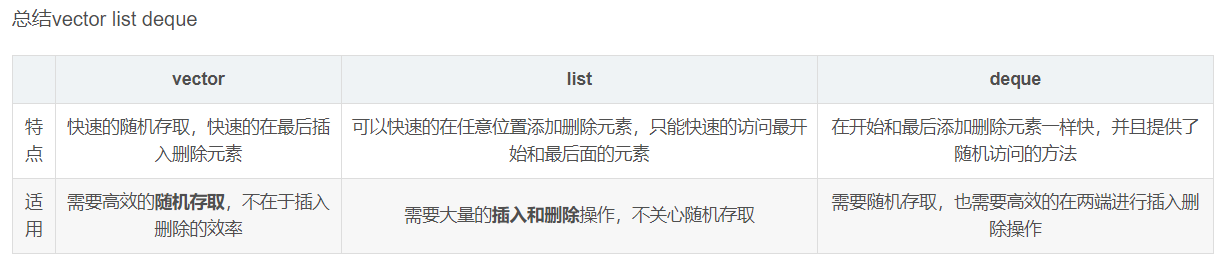 总结vector list deque
vector list deque
特 快速的随机存取，快速的在最后插 可以快速的在任意位置添加删除元素，只能快速的访问最开 在开始和最后添加删除元素一样快，并且提供了
点 入删除元素 始和最后面的元素 随机访问的方法
适 需要高效的随机存取，不在于插入 需要大量的插入和删除操作，不关心随机存取 需要随机存取，也需要高效的在两端进行插入删
用 删除的效率 除操作